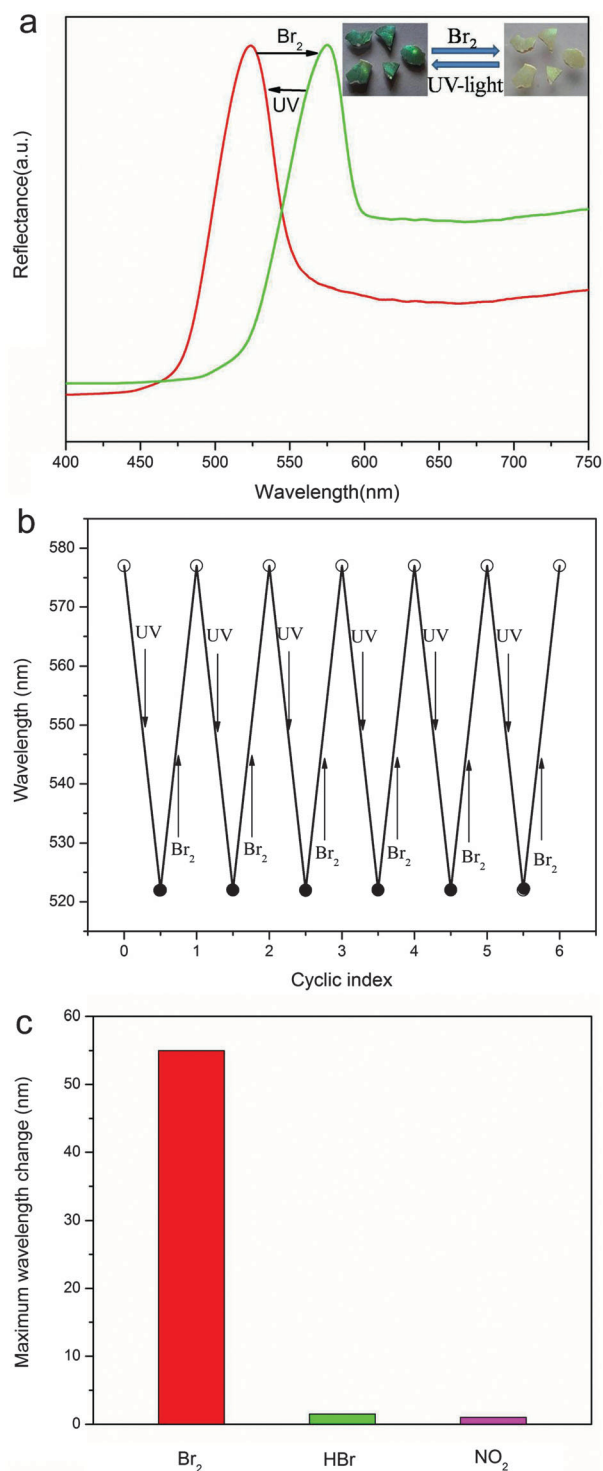 a
Br2
UV
Br2
UV-light
Reflectance(a.u.)
400 450 500 550 600 650 700 750
Wavelength(nm)
b
580
570
560
550
540
530
520
Wavelength (nm)
UV UV UV UV UV UV
Br2 Br2 Br2 Br2 Br2 Br2
0 1 2 3 4 5 6
Cyclic index
c
60
50
40
30
20
10
0
Maximum wavelength change (nm)
Br2 HBr NO2